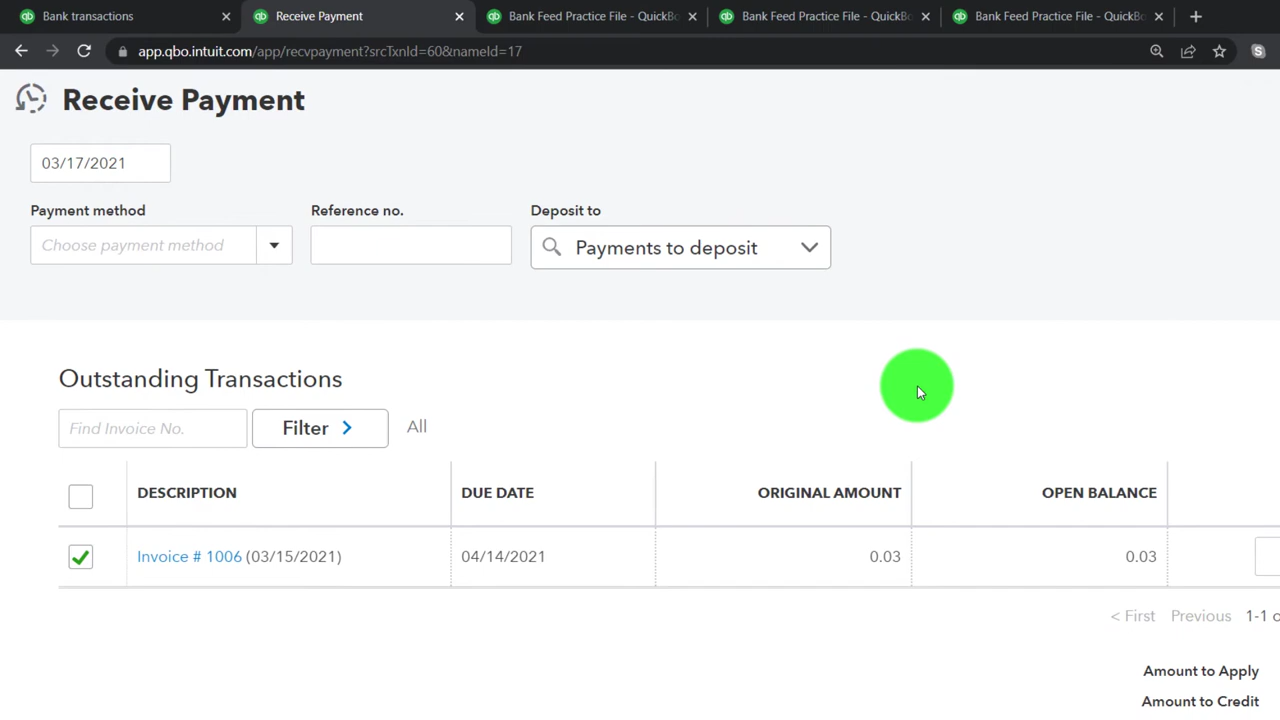 Bank transactions
Receive Payment
Bank Feed Practice File - QuickBo
Bank Feed Practice File - QuickBo
Bank Feed Practice File - QuickBo
app.qbo.intuit.com/app/recvpayment?srcTxnId=60&nameId=17
S
Receive Payment
03/17/2021
Payment method
Reference no.
Deposit to
Choose payment method
Payments to deposit
Outstanding Transactions
Find Invoice No.
Filter
All
DESCRIPTION
DUE DATE
ORIGINAL AMOUNT
OPEN BALANCE
Invoice # 1006 (03/15/2021)
04/14/2021
0.03
0.03
< First
Previous
1-1 o
Amount to Apply
Amount to Credit